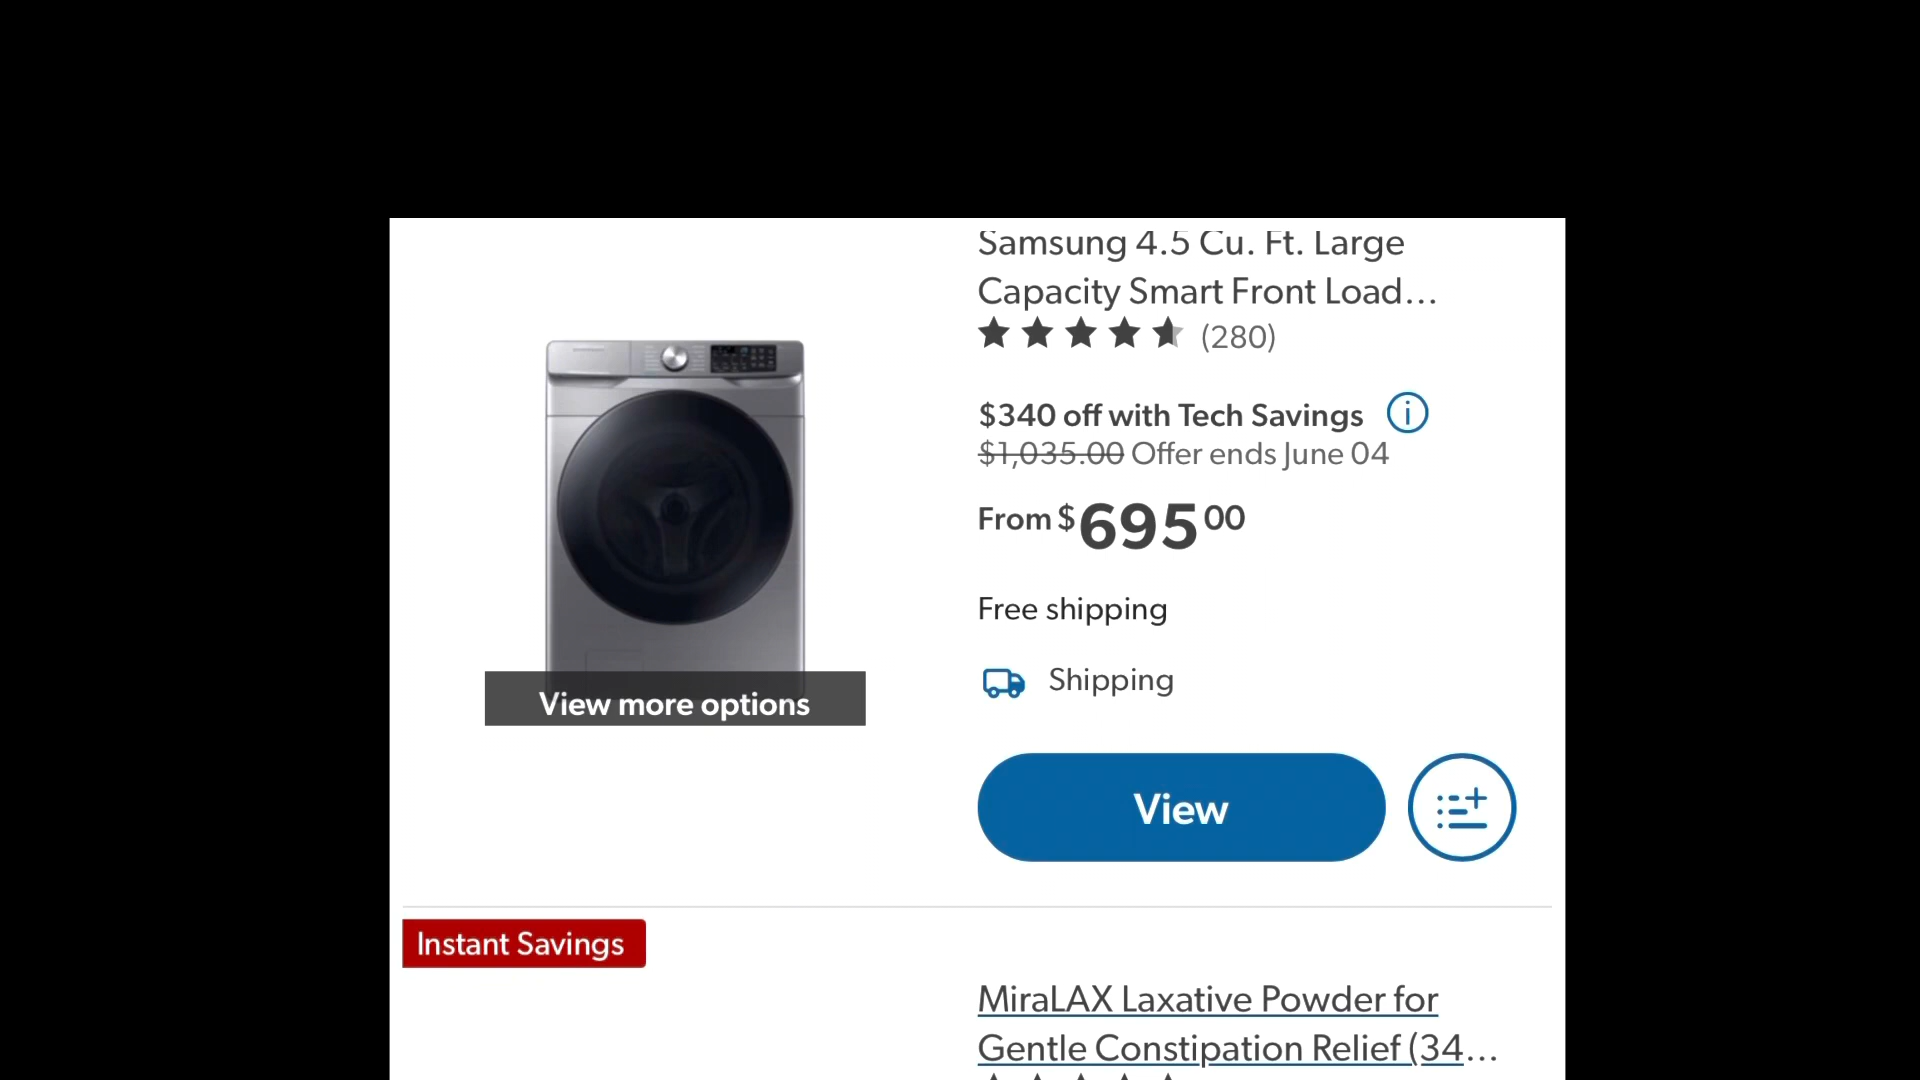 Samsung 4.5 Cu. Ft. Large
Capacity Smart Front Load...
(280)
$340 off with Tech Savings
$1,035.00 Offer ends June 04
From $695 00
Free shipping
Shipping
View more options
View
Instant Savings
MiraLAX Laxative Powder for
Gentle Constipation Relief (34...